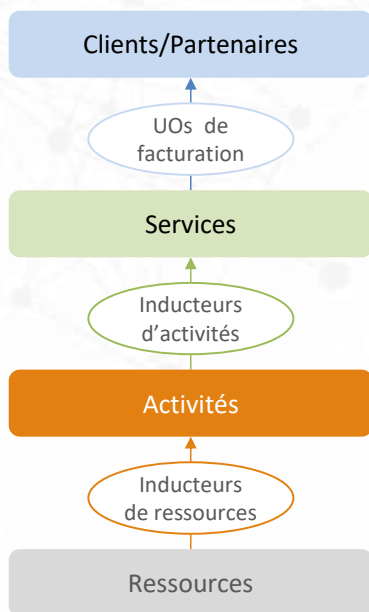 Clients/Partenaires
UOs de
facturation
Services
Inducteurs
d’activités
Activités
Inducteurs
de ressources
Ressources